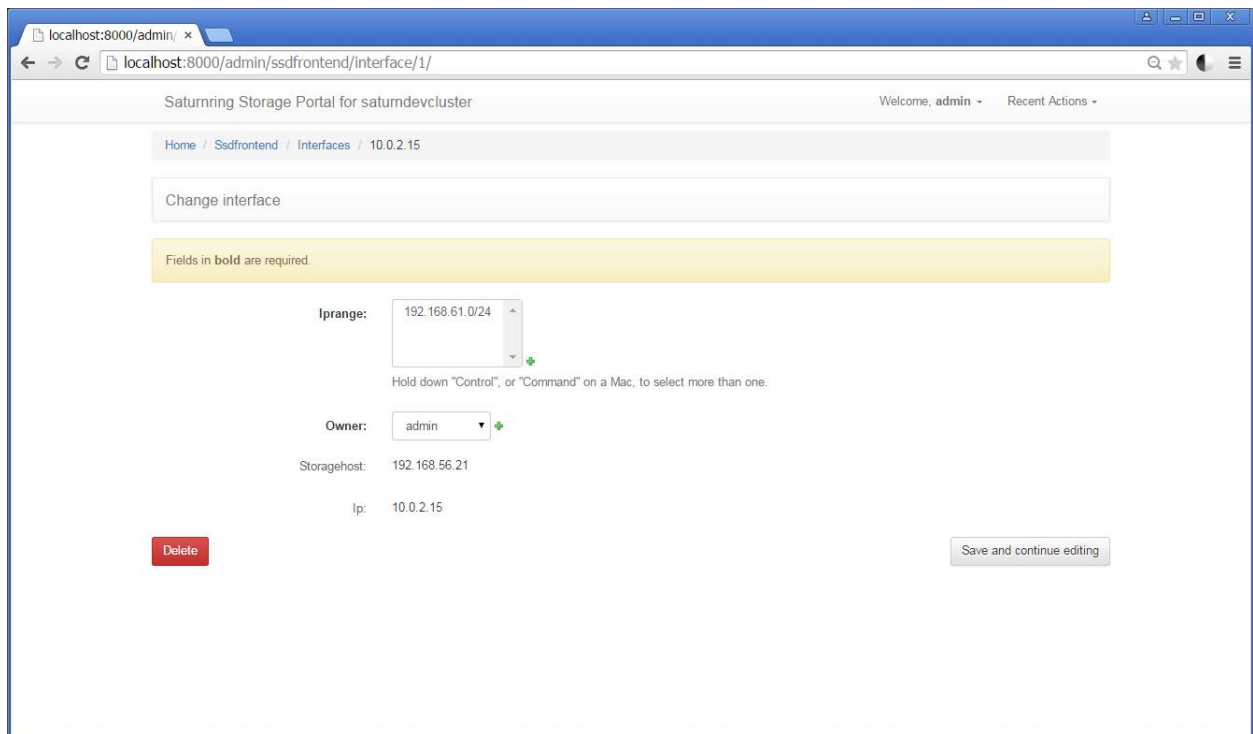 localhost:8000/admin/
localhost:8000/admin/ssdfrontend/interface/1/
Saturnring Storage Portal for saturndevcluster
Welcome, admin
Recent Actions
Home / Ssdfrontend / Interfaces / 10.0.2.15
Change interface
Fields in bold are required.
Iprange:
192.168.61.0/24
Hold down "Control", or "Command" on a Mac, to select more than one.
Owner:
admin
Storagehost:
192.168.56.21
Ip:
10.0.2.15
Delete
Save and continue editing